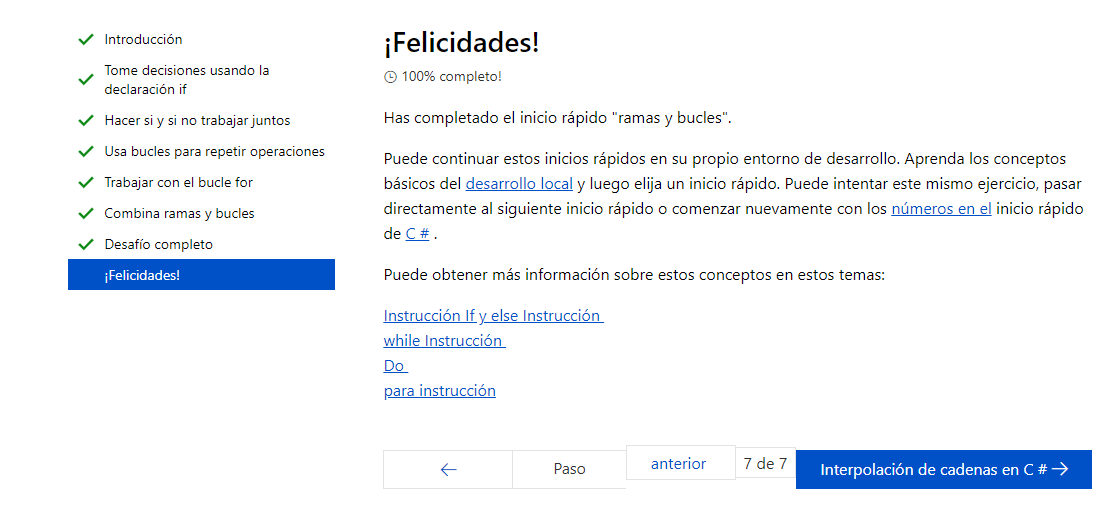 Introducción
Tome decisiones usando la
declaración if
Hacer si y si no trabajar juntos
Usa bucles para repetir operaciones
Trabajar con el bucle for
Combina ramas y bucles
Desafío completo
¡Felicidades!
¡Felicidades!
100% completo!
Has completado el inicio rápido "ramas y bucles".
Puede continuar estos inicios rápidos en su propio entorno de desarrollo. Aprenda los conceptos
básicos del desarrollo local y luego elija un inicio rápido. Puede intentar este mismo ejercicio, pasar
directamente al siguiente inicio rápido o comenzar nuevamente con los números en el inicio rápido
de C # .
Puede obtener más información sobre estos conceptos en estos temas:
Instrucción If y else Instrucción
while Instrucción
Do
para instrucción
← Paso anterior 7 de 7 Interpolación de cadenas en C # →